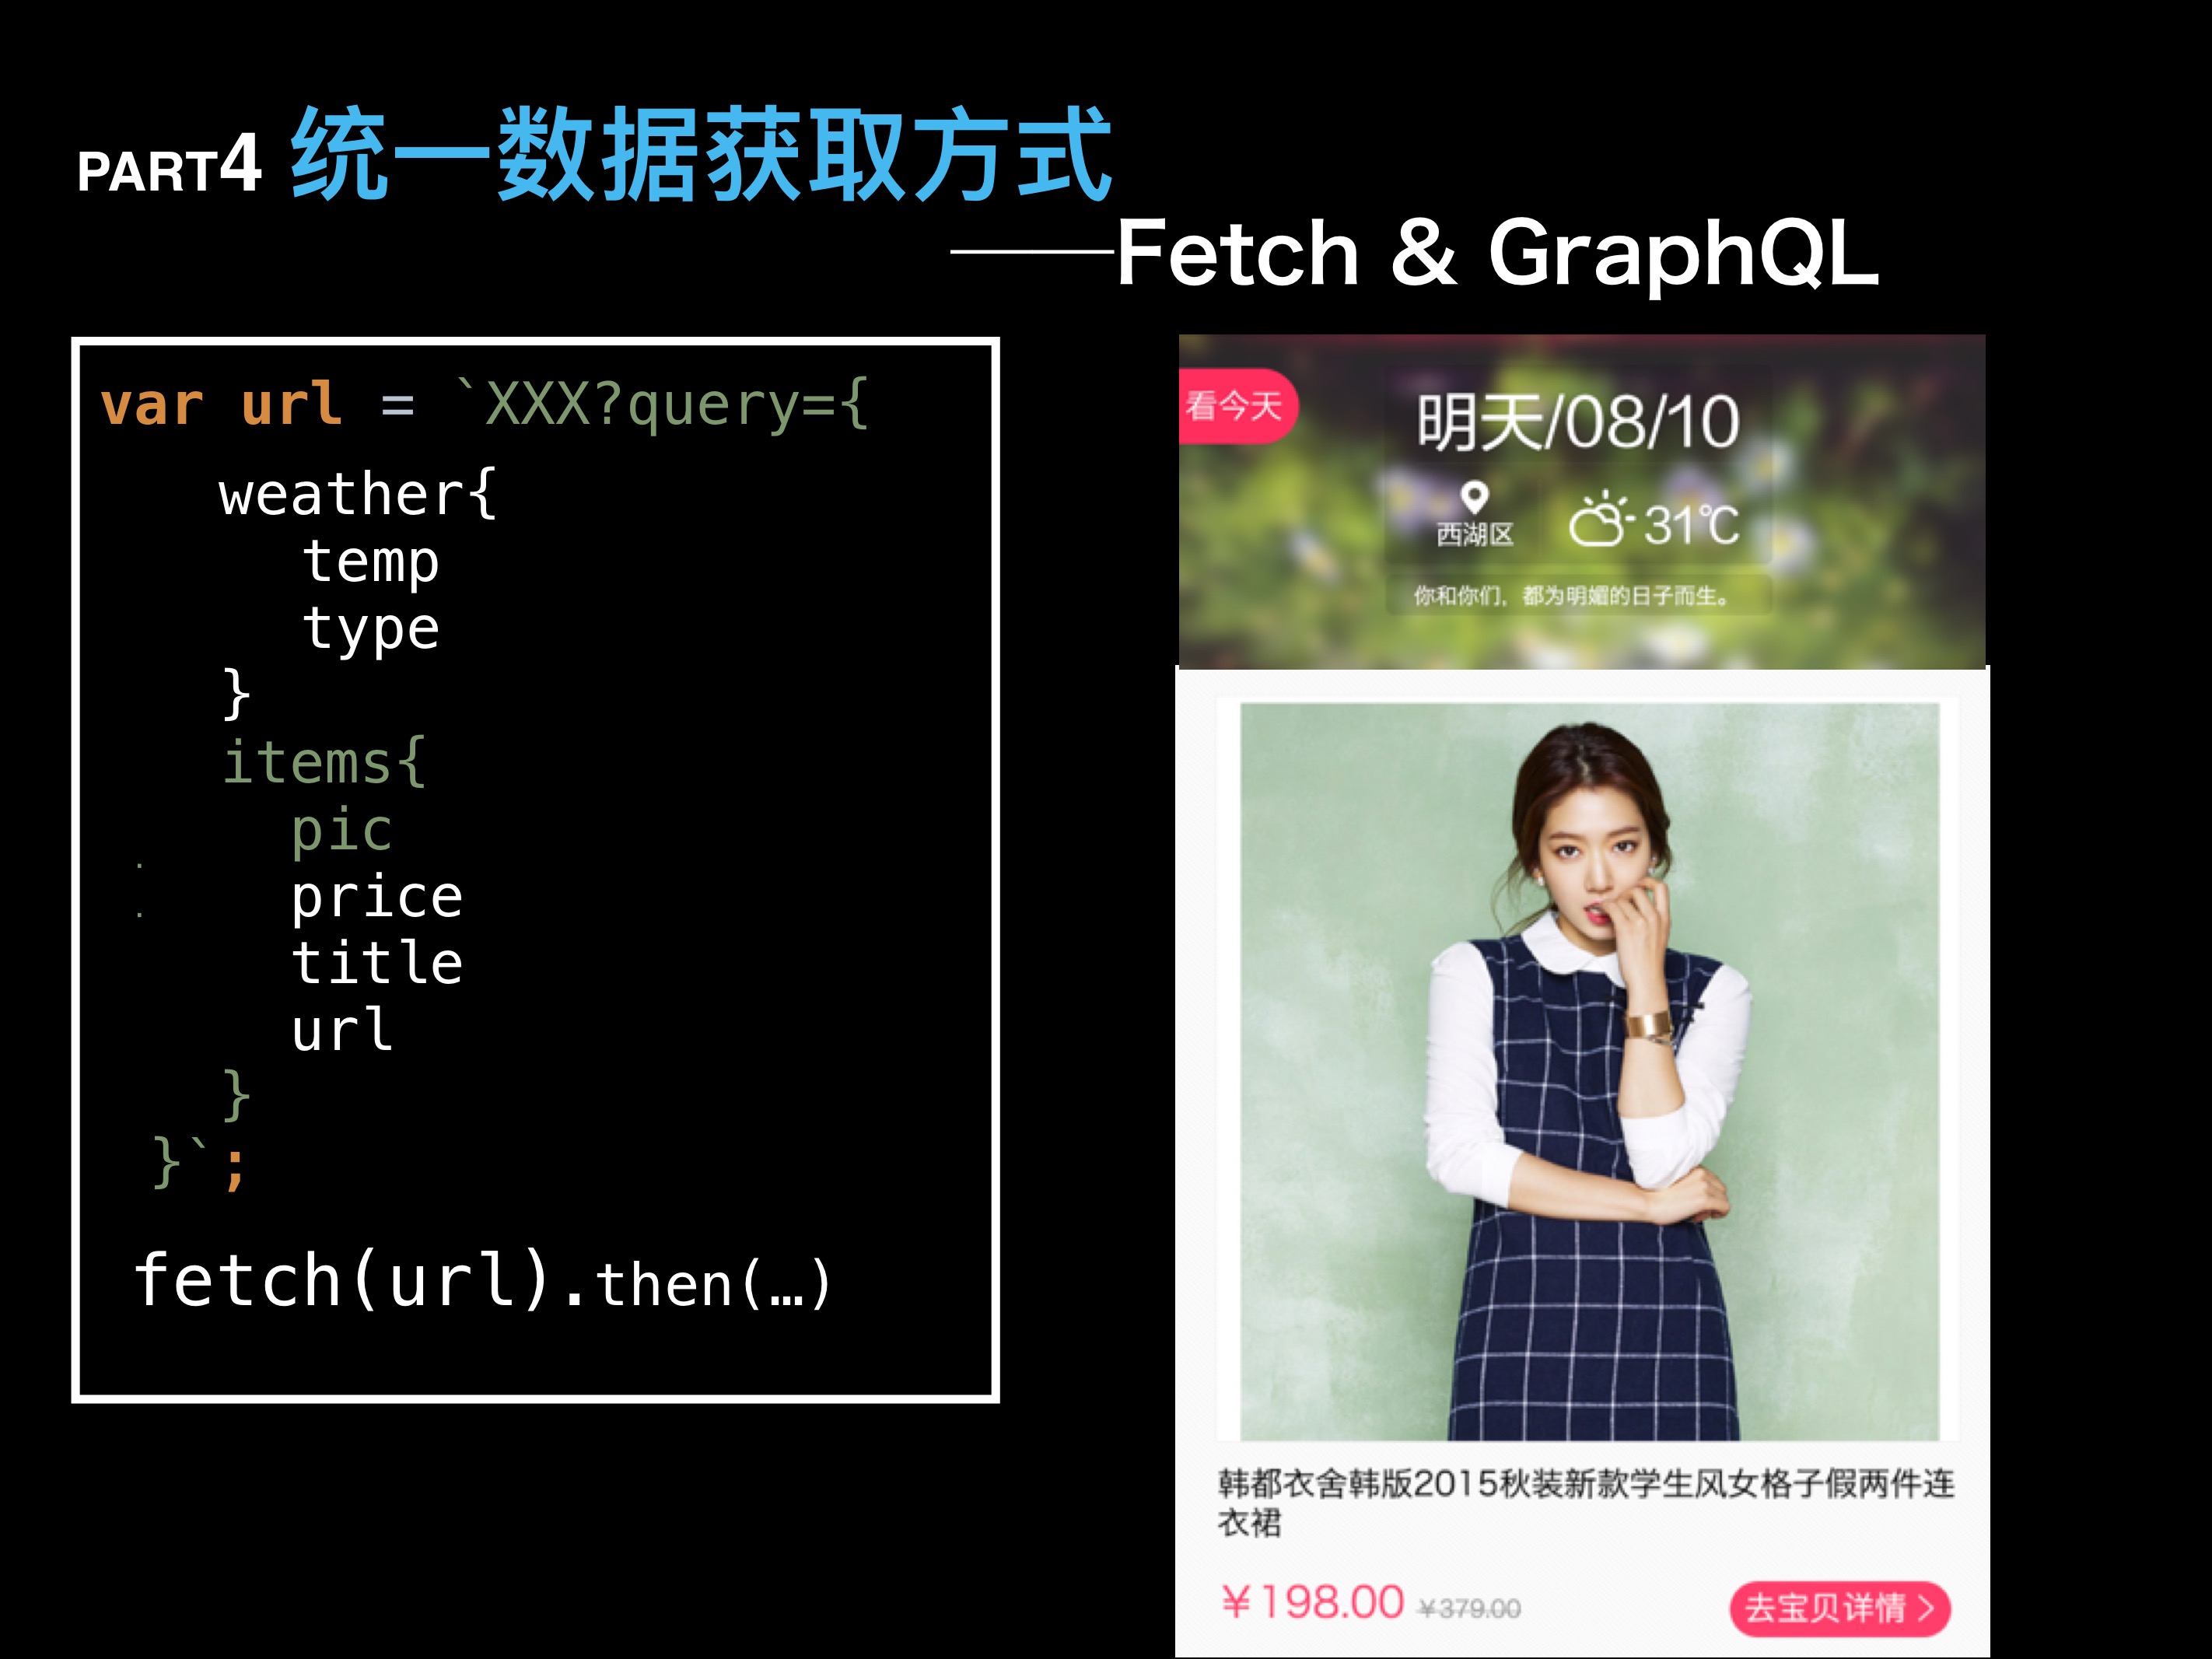 PART4 统一数据获取方式
——Fetch & GraphQL
var url = `XXX?query={
weather{
temp
type
}
items{
pic
price
title
url
}
}`;
fetch(url).then(…)
看今天
明天/08/10
西湖区
31℃
你和你们，都为明媚的日子而生。
韩都衣舍韩版2015秋装新款学生风女格子假两件连
衣裙
￥198.00 ￥379.00
去宝贝详情 >